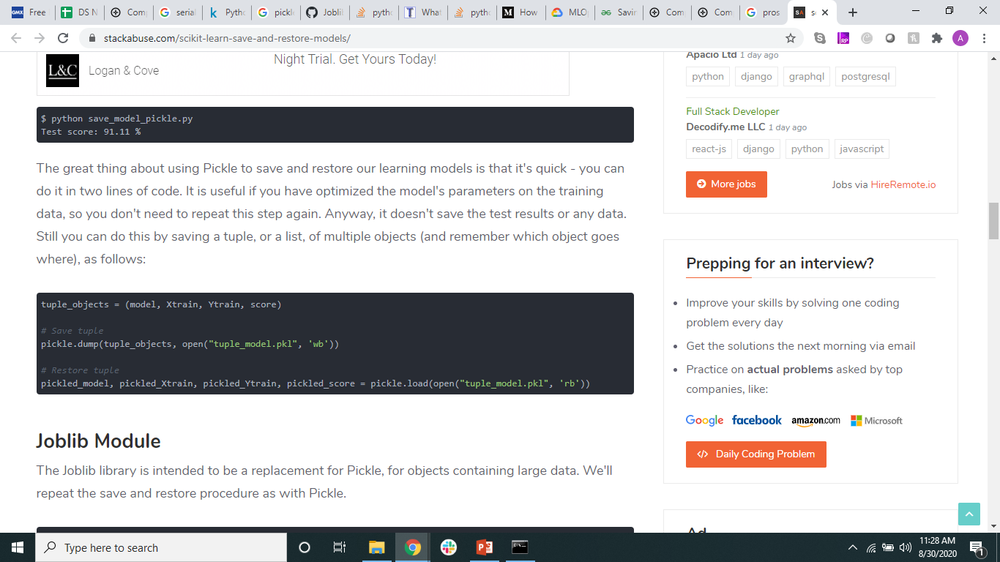 GMX Free
DS N
Comp
serial
Pytho
pickle
Joblil
pytho
What
pytho
How
MLO
Savin
Com
Com
pros
s
stackabuse.com/scikit-learn-save-and-restore-models/
A
Night Trial. Get Yours Today!
L&C Logan & Cove
$ python save_model_pickle.py
Test score: 91.11 %
The great thing about using Pickle to save and restore our learning models is that it's quick - you can
do it in two lines of code. It is useful if you have optimized the model's parameters on the training
data, so you don't need to repeat this step again. Anyway, it doesn't save the test results or any data.
Still you can do this by saving a tuple, or a list, of multiple objects (and remember which object goes
where), as follows:
tuple_objects = (model, Xtrain, Ytrain, score)
# Save tuple
pickle.dump(tuple_objects, open("tuple_model.pkl", 'wb'))
# Restore tuple
pickled_model, pickled_Xtrain, pickled_Ytrain, pickled_score = pickle.load(open("tuple_model.pkl", 'rb'))
Joblib Module
The Joblib library is intended to be a replacement for Pickle, for objects containing large data. We'll
repeat the save and restore procedure as with Pickle.
Apacio Ltd 1 day ago
python django graphql postgresql
Full Stack Developer
Decodify.me LLC 1 day ago
react-js django python javascript
More jobs Jobs via HireRemote.io
Prepping for an interview?
Improve your skills by solving one coding
problem every day
Get the solutions the next morning via email
Practice on actual problems asked by top
companies, like:
Google facebook amazon.com Microsoft
</> Daily Coding Problem
Ad
Type here to search
11:28 AM
8/30/2020
1